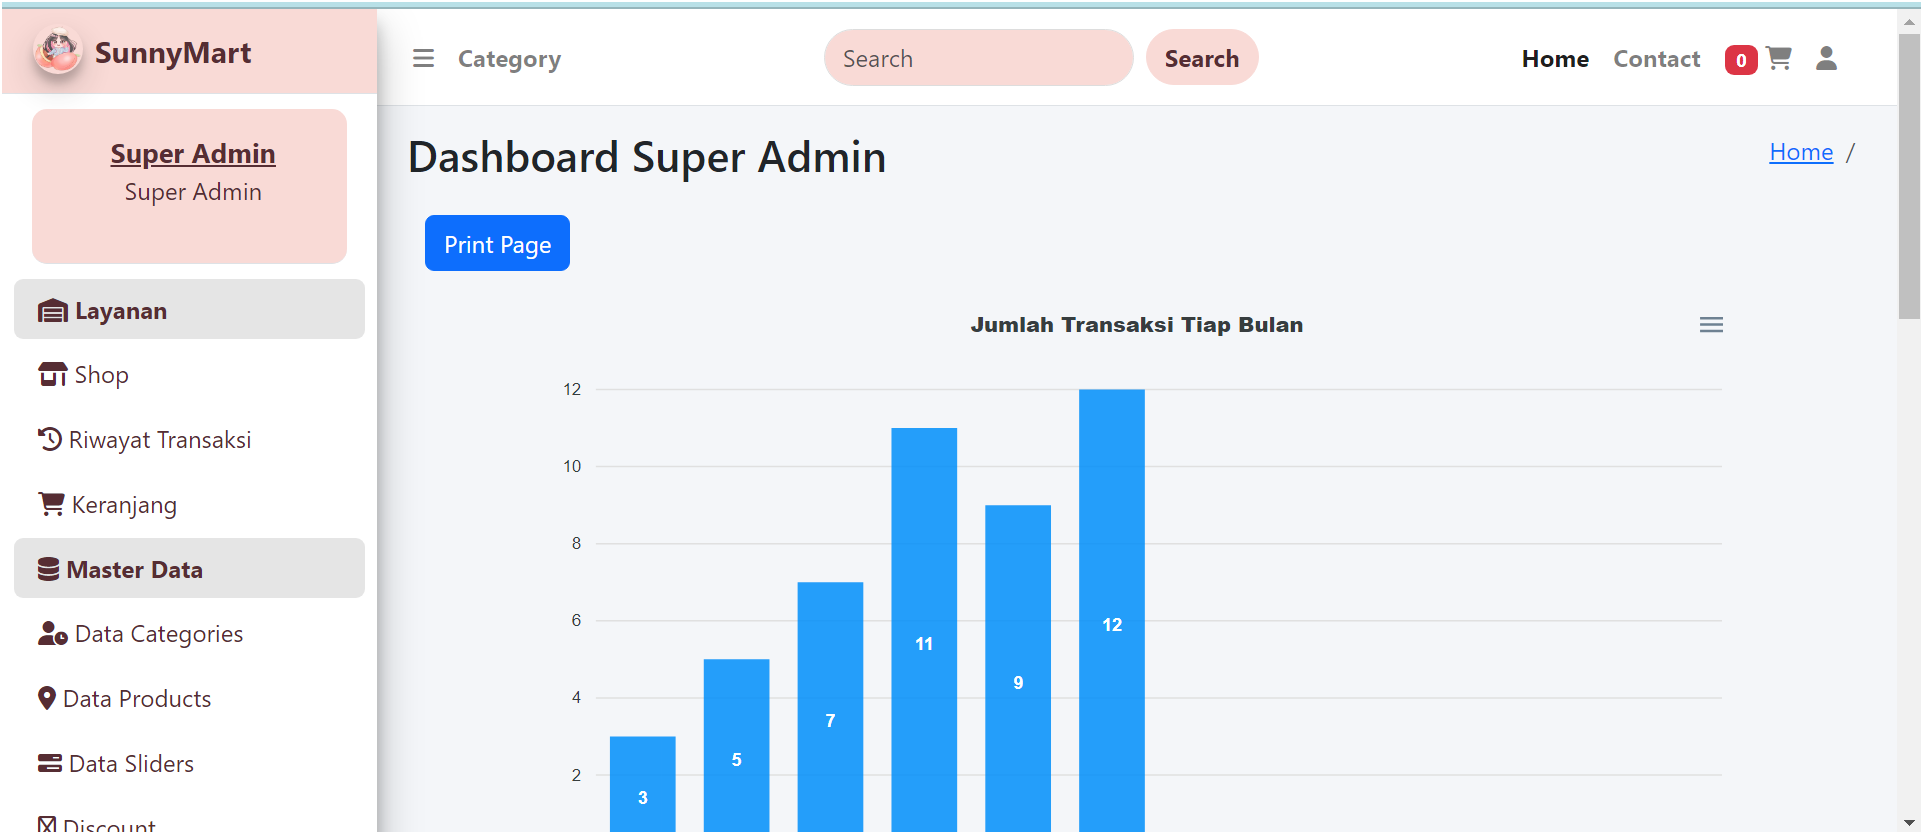 SunnyMart
Category
Search
Search
Home
Contact
0
Super Admin
Super Admin
Layanan
Shop
Riwayat Transaksi
Keranjang
Master Data
Data Categories
Data Products
Data Sliders
Discount
Dashboard Super Admin
Home /
Print Page
Jumlah Transaksi Tiap Bulan
12
10
8
6
4
2
3
5
7
11
9
12